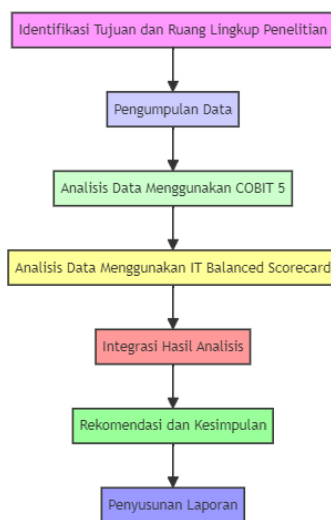 Identifikasi Tujuan dan Ruang Lingkup Penelitian
Pengumpulan Data
Analisis Data Menggunakan COBIT 5
Analisis Data Menggunakan IT Balanced Scorecard
Integrasi Hasil Analisis
Rekomendasi dan Kesimpulan
Penyusunan Laporan